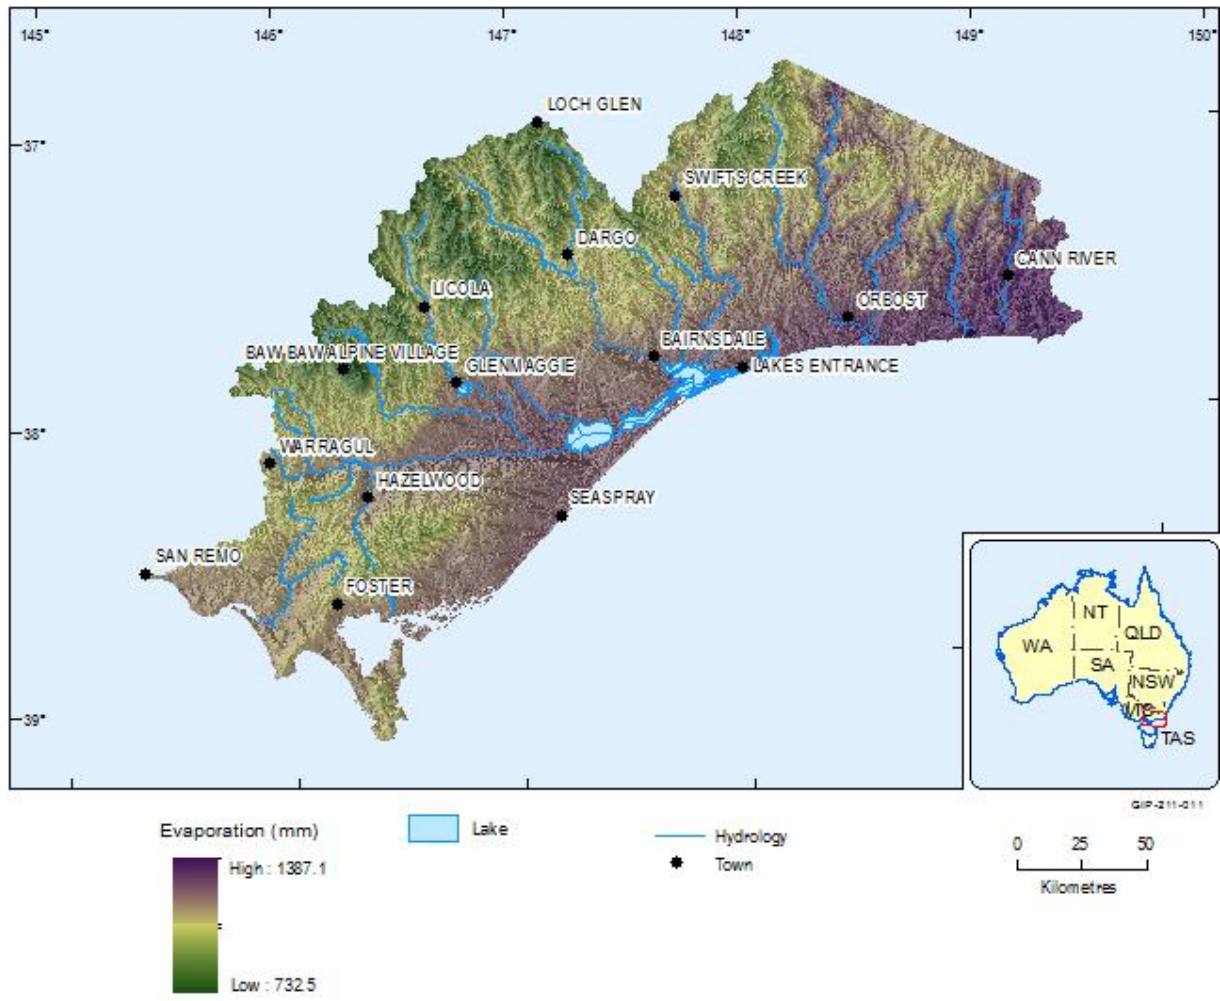 145° 146° 147° 148° 149° 150°
LOCH GLEN
37°
SWIFTS CREEK
DARGO
CANN RIVER
LICOLA
ORBOST
BAIRNSDALE
BAW BAW ALPINE VILLAGE
GLENMAGGIE
LAKES ENTRANCE
38°
WARRAGUL
HAZELWOOD
SEASPRAY
SAN REMO
FOSTER
39°
NT
WA
QLD
SA
NSW
VIC
TAS
GIP-211-011
Evaporation (mm)
High : 1387.1
Low : 732.5
Lake
Hydrology
Town
0 25 50
Kilometres